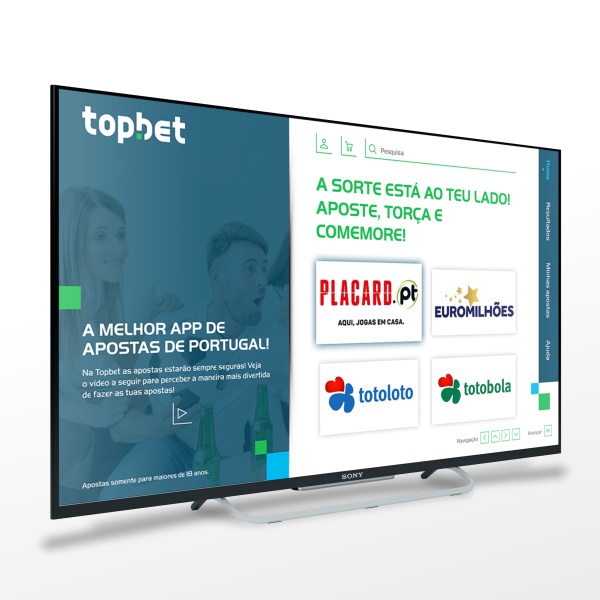 topbet
Pesquisa
A SORTE ESTÁ AO TEU LADO!
APOSTE, TORÇA E
COMEMORE!
PLACARD.pt
AQUI, JOGAS EM CASA.
EUROMILHÕES
totoloto
totobola
A MELHOR APP DE
APOSTAS DE PORTUGAL!
Na Topbet as apostas estarão sempre seguras! Veja
o vídeo a seguir para perceber a maneira mais divertida
de fazer as tuas apostas!
Apostas somente para maiores de 18 anos.
Home
Resultados
Minhas apostas
Ajuda
Navegação
Avançar
SONY